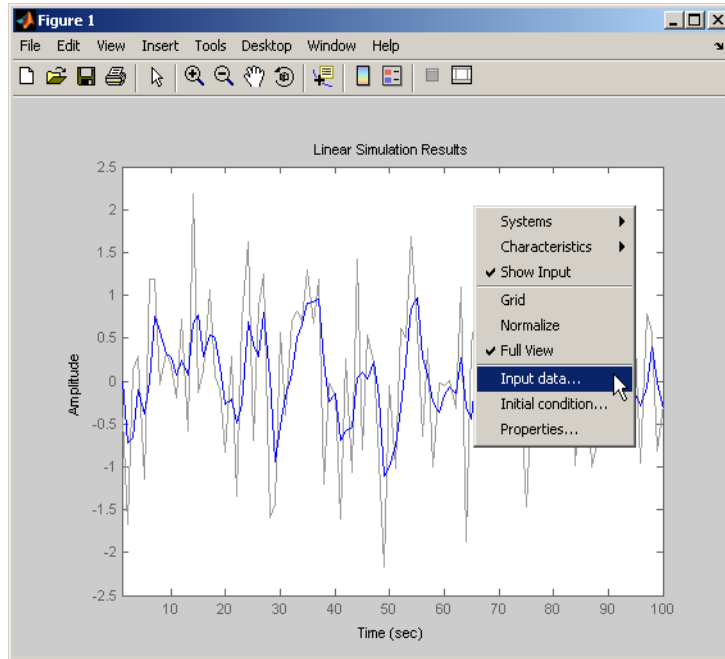 Figure 1
File Edit View Insert Tools Desktop Window Help
Linear Simulation Results
2.5
2
1.5
1
0.5
0
-0.5
-1
-1.5
-2
-2.5
Amplitude
10 20 30 40 50 60 70 80 90 100
Time (sec)
Systems
Characteristics
Show Input
Grid
Normalize
Full View
Input data...
Initial condition...
Properties...